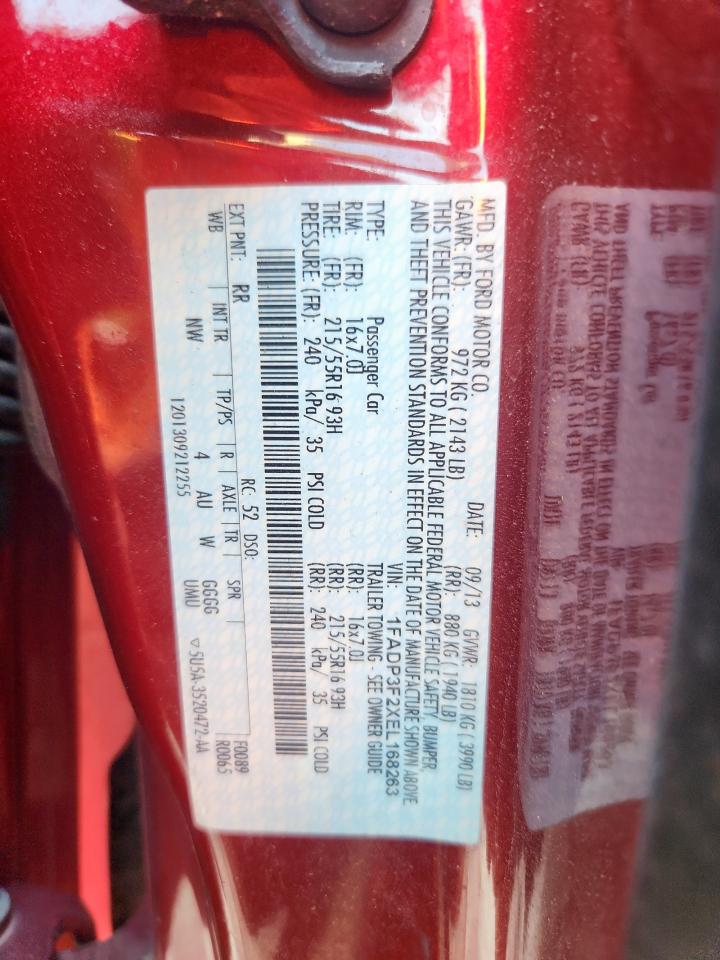 MFD. BY FORD MOTOR CO. DATE: 09/13 GVWR: 1810 KG ( 3990 LB)
GAWR: (FR): 972 KG ( 2143 LB) (RR): 880 KG ( 1940 LB)
THIS VEHICLE CONFORMS TO ALL APPLICABLE FEDERAL MOTOR VEHICLE SAFETY, BUMPER,
AND THEFT PREVENTION STANDARDS IN EFFECT ON THE DATE OF MANUFACTURE SHOWN ABOVE
VIN: 1FADP3F2XEL168263
TYPE: Passenger Car TRAILER TOWING - SEE OWNER GUIDE
RIM: (FR): 16x7.0J (RR): 16x7.0J
TIRE: (FR): 215/55R16 93H (RR): 215/55R16 93H
PRESSURE: (FR): 240 kPa/ 35 PSI COLD (RR): 240 kPa/ 35 PSI COLD
EXT PNT: RR RC: 52 DSO: F0089
WB | INT TR | TP/PS | R | AXLE | TR | SPR | R0065
NW 4 AU W GGGG
UMU
1201309212255 ▽5U5A-3520472-AA